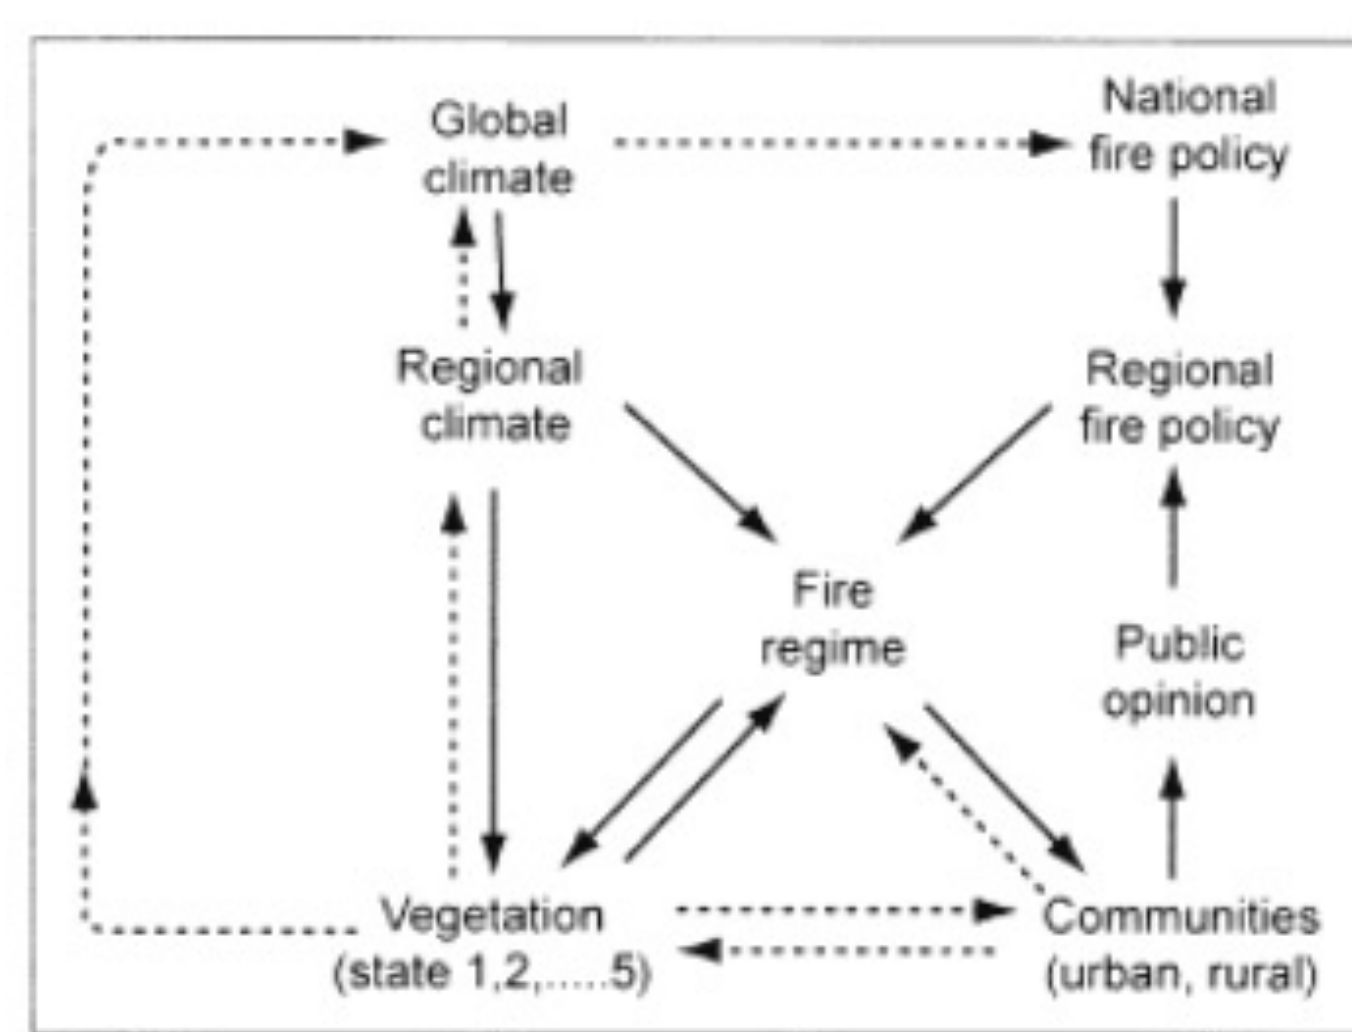 Global
climate
National
fire policy
Regional
climate
Regional
fire policy
Fire
regime
Public
opinion
Vegetation
(state 1,2,.....5)
Communities
(urban, rural)